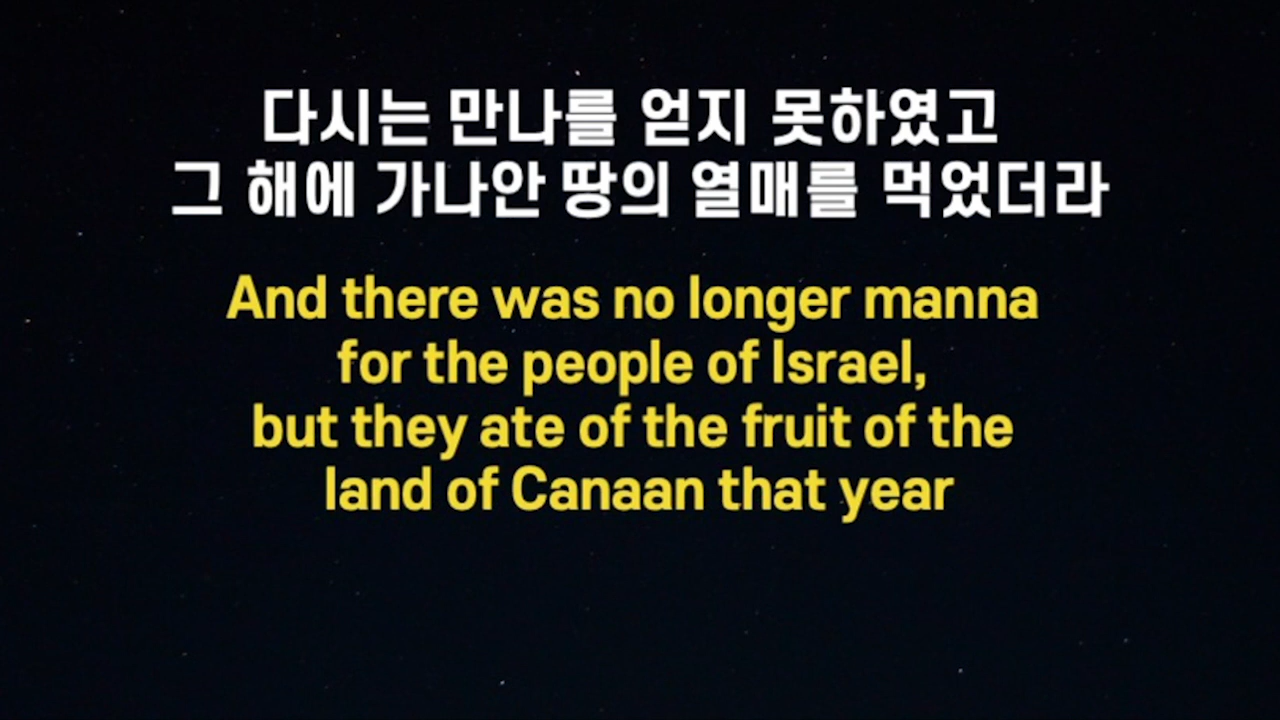 다시는 만나를 얻지 못하였고
그 해에 가나안 땅의 열매를 먹었더라
And there was no longer manna
for the people of Israel,
but they ate of the fruit of the
land of Canaan that year